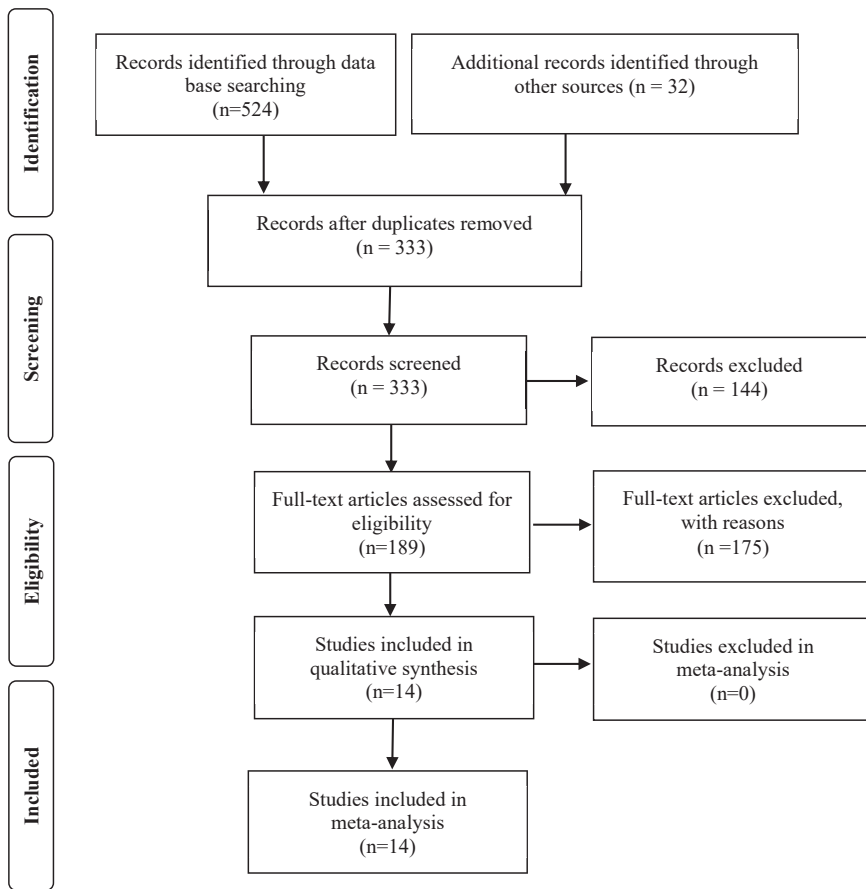 Identification
Records identified through data
base searching
(n=524)
Additional records identified through
other sources (n = 32)
Records after duplicates removed
(n = 333)
Screening
Records screened
(n = 333)
Records excluded
(n = 144)
Eligibility
Full-text articles assessed for
eligibility
(n=189)
Full-text articles excluded,
with reasons
(n =175)
Studies included in
qualitative synthesis
(n=14)
Studies excluded in
meta-analysis
(n=0)
Included
Studies included in
meta-analysis
(n=14)